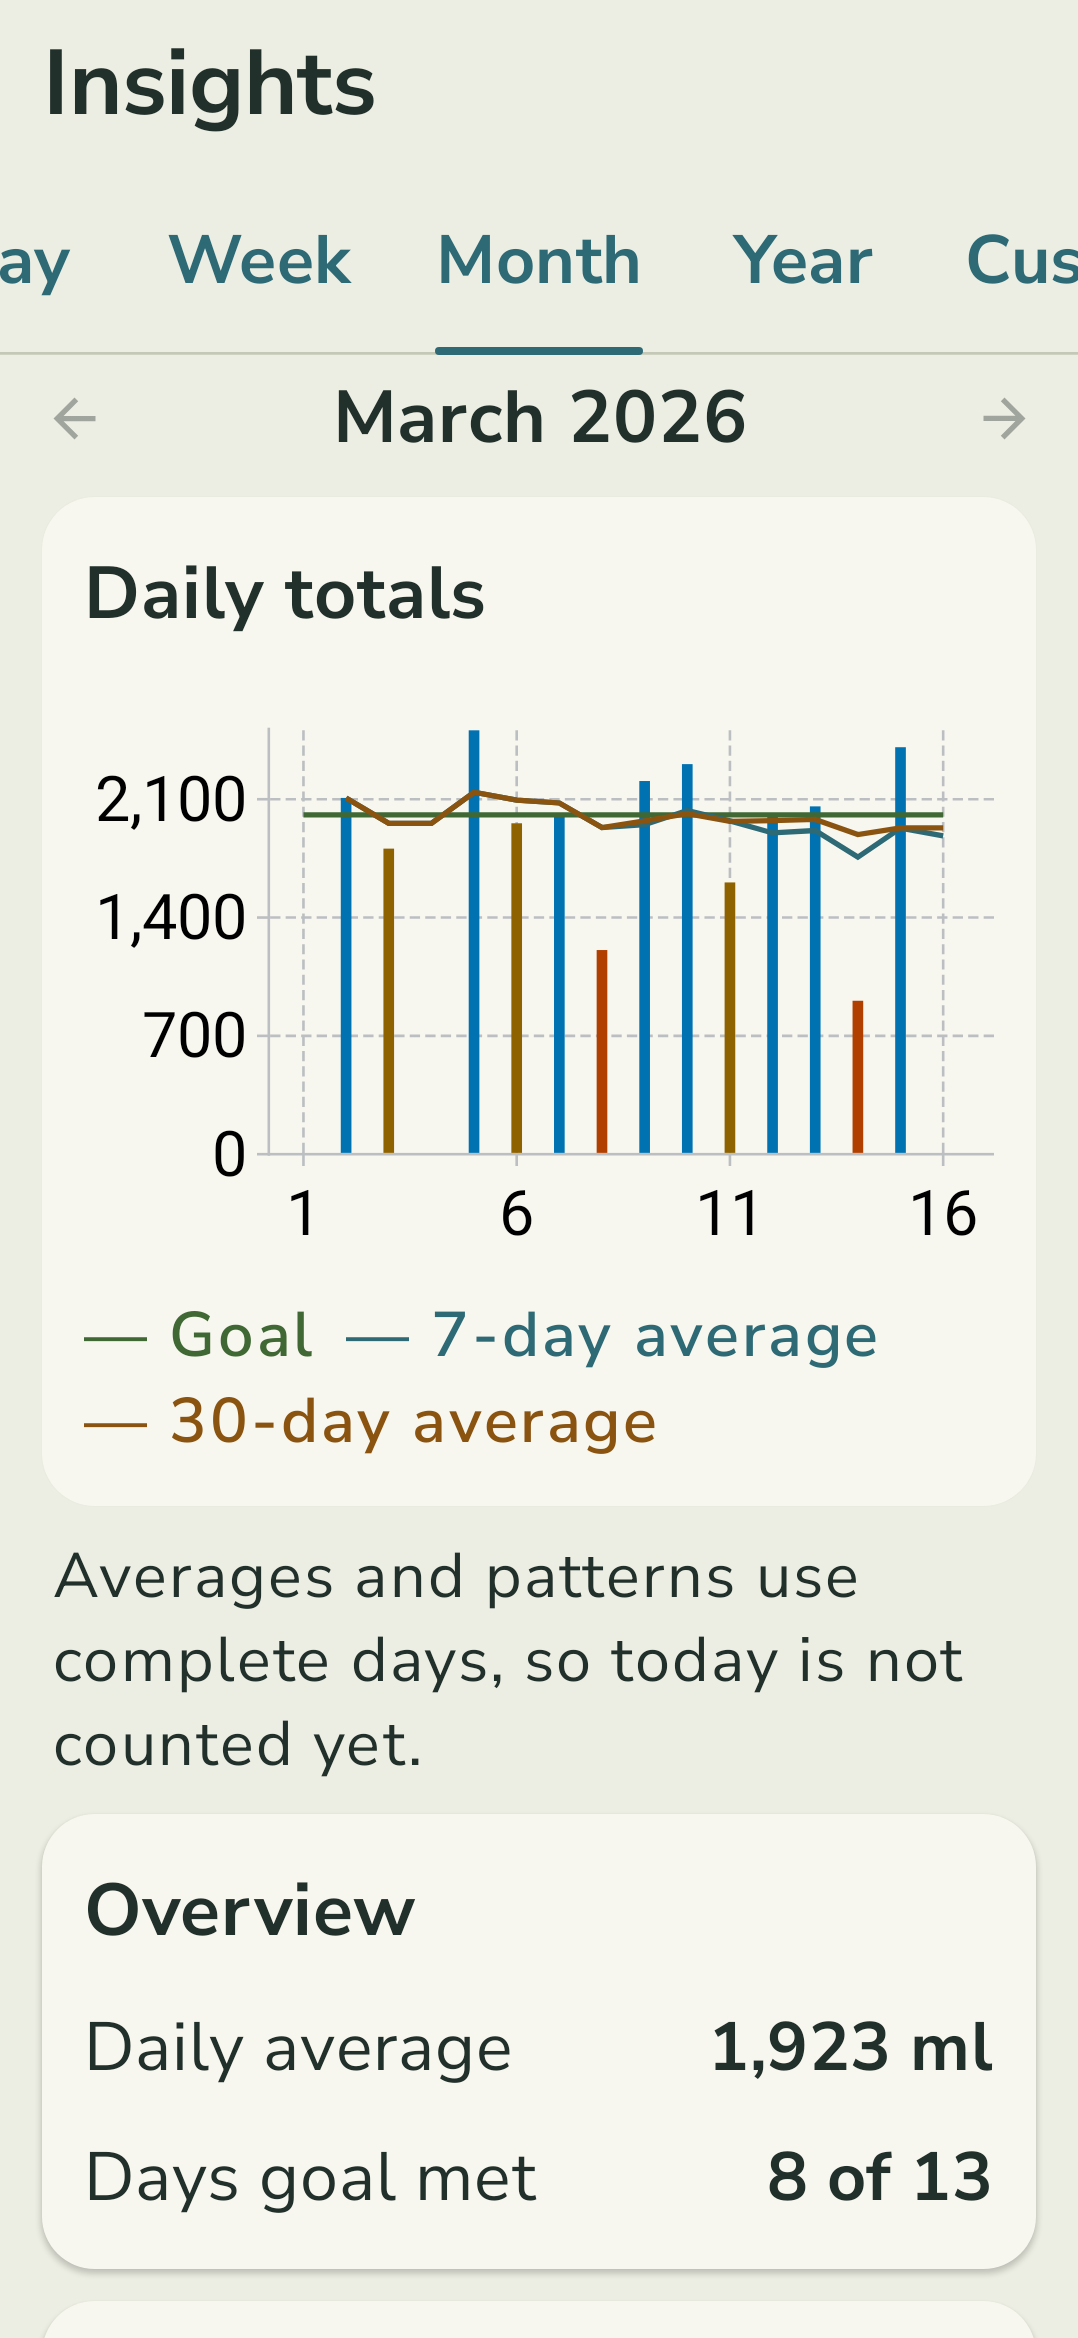 Insights
ay Week Month Year Cus
March 2026
Daily totals
2,100
1,400
700
0
1 6 11 16
— Goal — 7-day average
— 30-day average
Averages and patterns use
complete days, so today is not
counted yet.
Overview
Daily average 1,923 ml
Days goal met 8 of 13